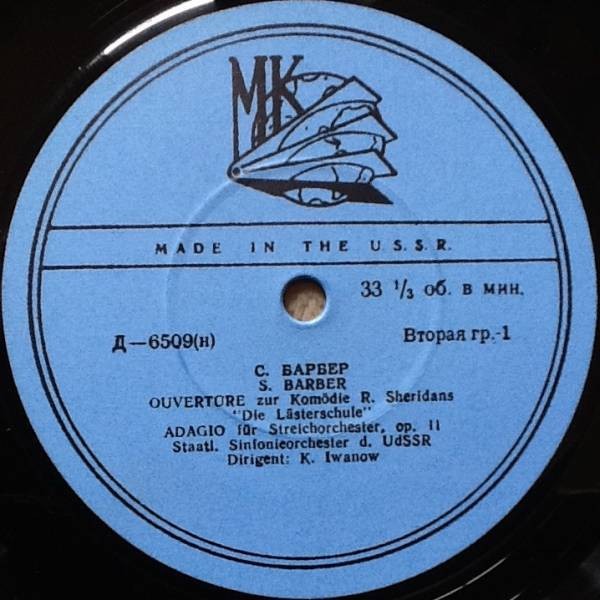 МК
MADE IN THE U.S.S.R.
33 1/3 об. в мин.
Д—6509(н)
Вторая гр.-1
С. БАРБЕР
S. BARBER
OUVERTÜRE zur Komödie R. Sheridans
"Die Lästerschule"
ADAGIO für Streichorchester, op. 11
Staatl. Sinfonieorchester d. UdSSR
Dirigent: K. Iwanow